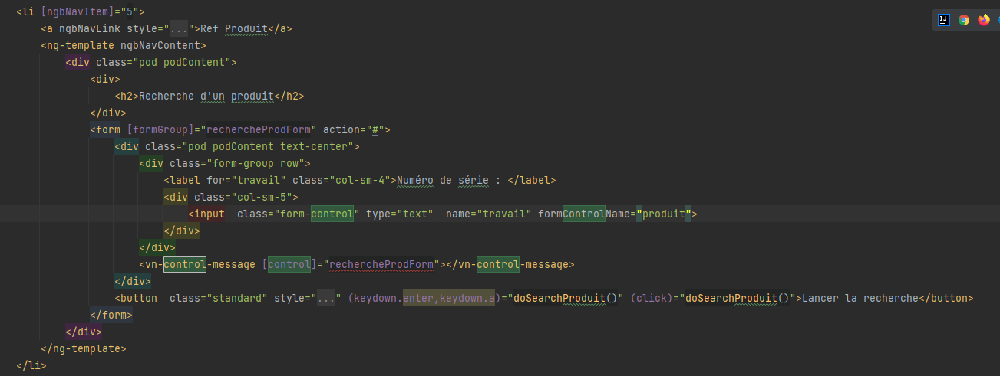 <li [ngbNavItem]="5">
<a ngbNavLink style="...">Ref Produit</a>
<ng-template ngbNavContent>
<div class="pod podContent">
<div>
<h2>Recherche d'un produit</h2>
</div>
<form [formGroup]="rechercheProdForm" action="#">
<div class="pod podContent text-center">
<div class="form-group row">
<label for="travail" class="col-sm-4">Numéro de série : </label>
<div class="col-sm-5">
<input  class="form-control" type="text"  name="travail" formControlName="produit">
</div>
</div>
<vn-control-message [control]="rechercheProdForm"></vn-control-message>
</div>
<button  class="standard" style="..." (keydown.enter,keydown.a)="doSearchProduit()" (click)="doSearchProduit()">Lancer la recherche</button>
</form>
</div>
</ng-template>
</li>
IJ